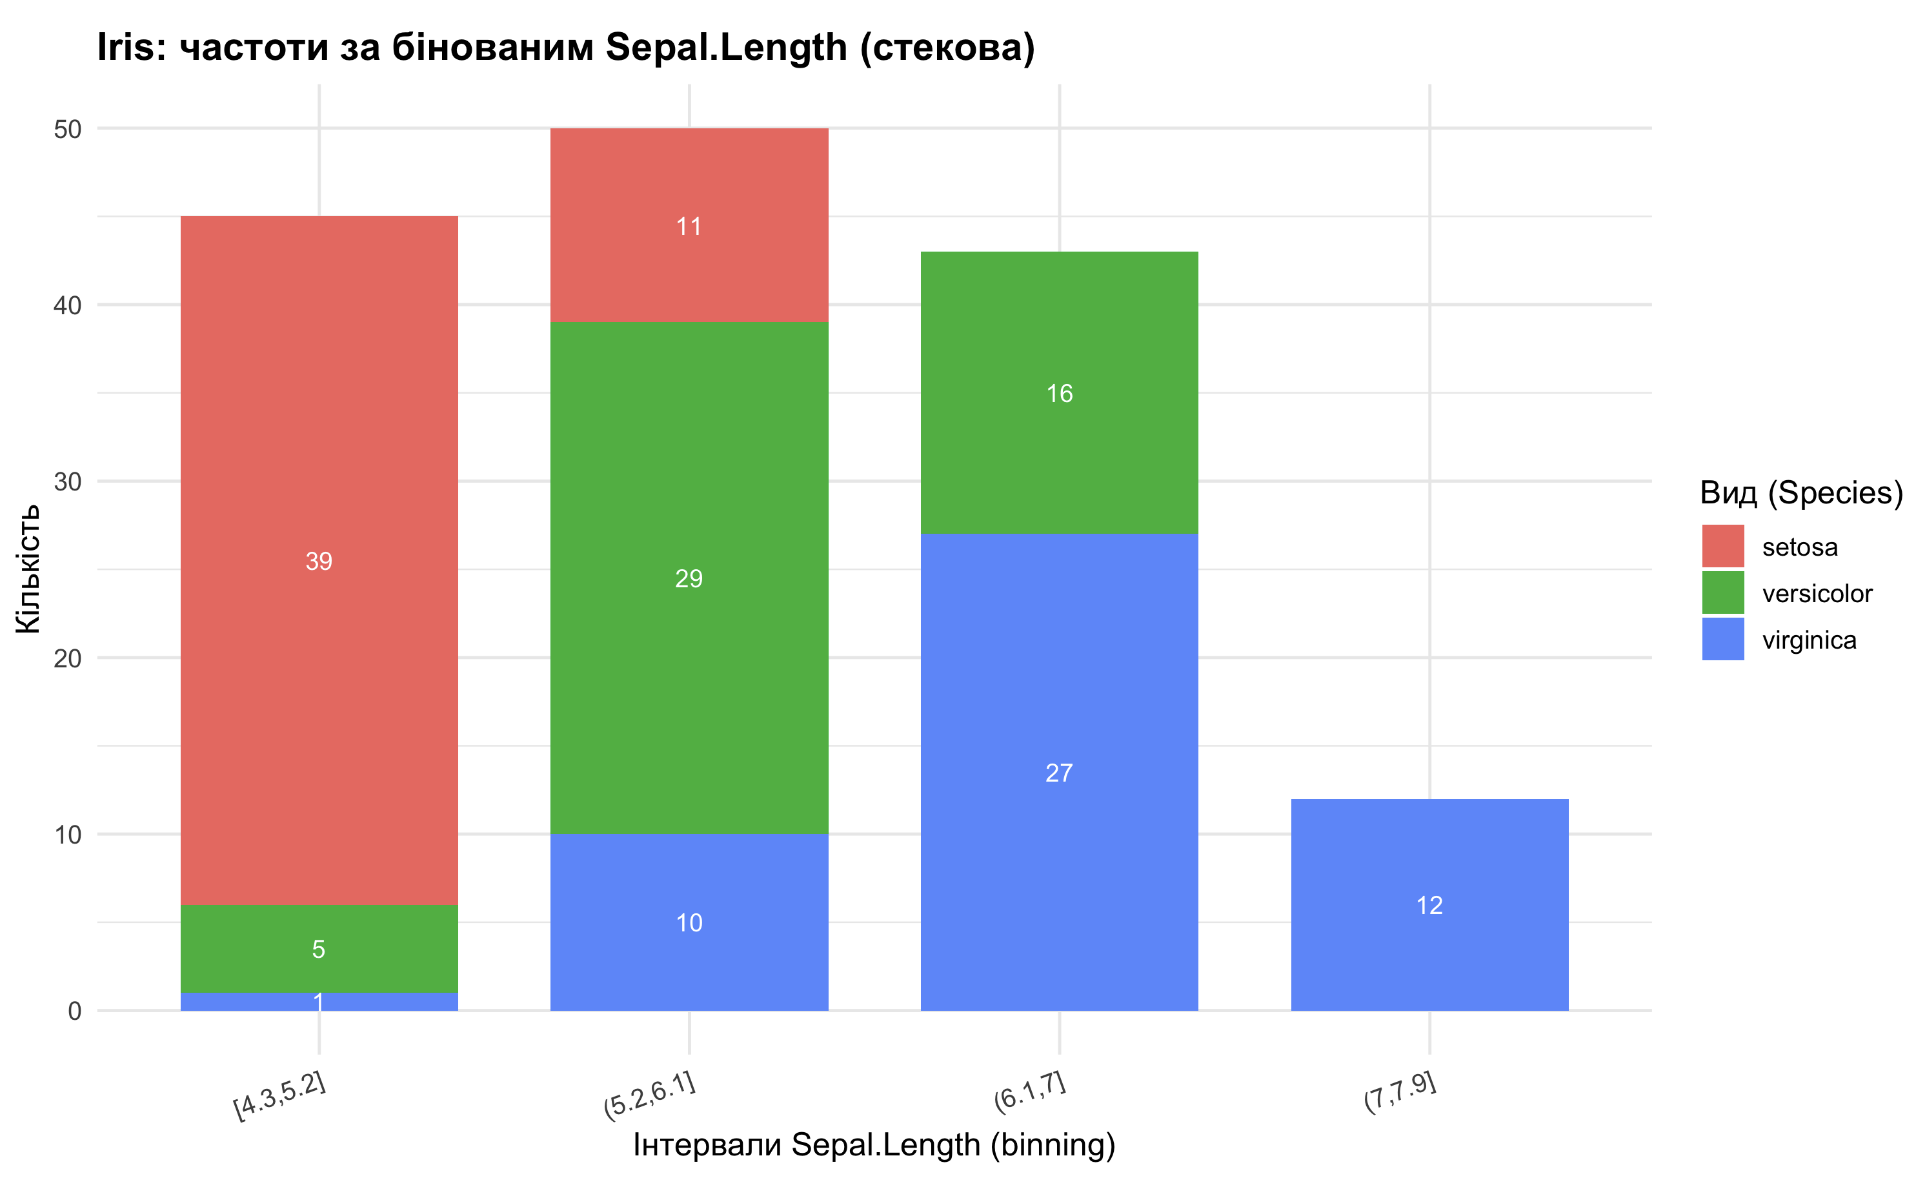 Iris: частоти за бінованим Sepal.Length (стекова)
Кількість
50
40
30
20
10
0
39
5
1
11
29
10
16
27
12
[4.3,5.2]
(5.2,6.1]
(6.1,7]
(7,7.9]
Інтервали Sepal.Length (binning)
Вид (Species)
setosa
versicolor
virginica